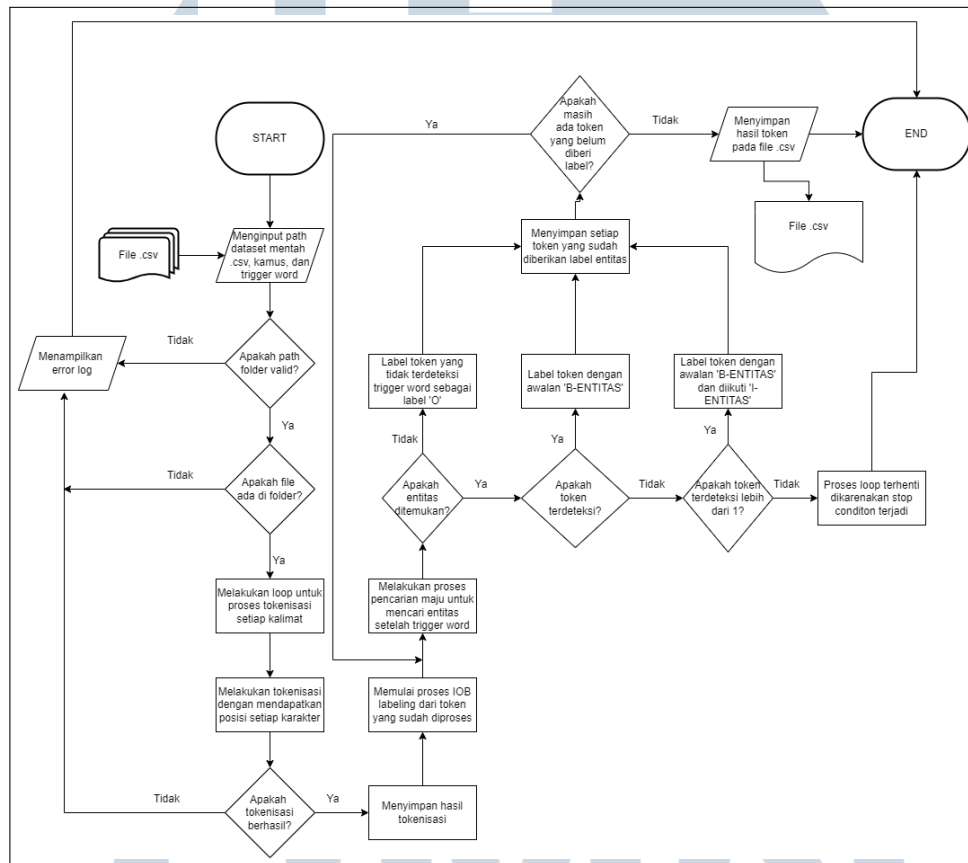 START
File .csv
Menginput path
dataset mentah
.csv, kamus, dan
trigger word
Apakah path
folder valid?
Tidak
Menampilkan
error log
Ya
Apakah file
ada di folder?
Tidak
Ya
Melakukan loop untuk
proses tokenisasi
setiap kalimat
Melakukan tokenisasi
dengan mendapatkan
posisi setiap karakter
Apakah
tokenisasi
berhasil?
Tidak
Ya
Menyimpan hasil
tokenisasi
Memulai proses IOB
labeling dari token
yang sudah diproses
Melakukan proses
pencarian maju untuk
mencari entitas
setelah trigger word
Apakah
entitas
ditemukan?
Tidak
Label token yang
tidak terdeteksi
trigger word sebagai
label 'O'
Ya
Apakah
token
terdeteksi?
Ya
Label token dengan
awalan 'B-ENTITAS'
Tidak
Apakah token
terdeteksi lebih
dari 1?
Ya
Label token dengan
awalan 'B-ENTITAS'
dan diikuti 'I-
ENTITAS'
Tidak
Proses loop terhenti
dikarenakan stop
conditon terjadi
Menyimpan setiap
token yang sudah
diberikan label entitas
Apakah
masih
ada token
yang belum
diberi
label?
Ya
Tidak
Menyimpan
hasil token
pada file .csv
File .csv
END